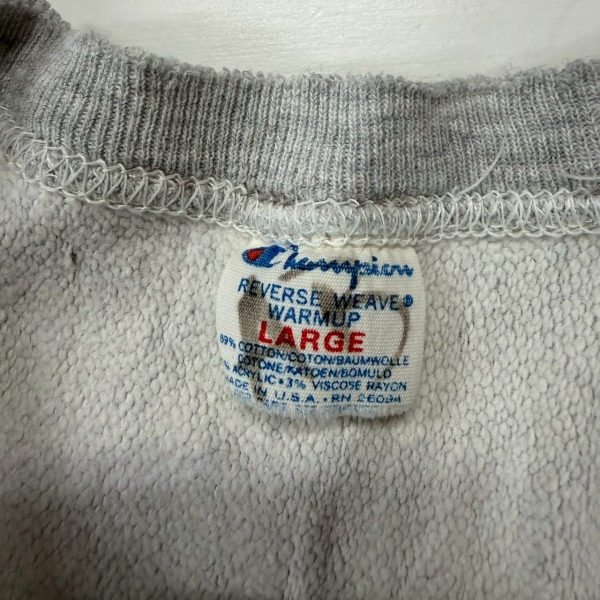 Champion
REVERSE WEAVE®
WARMUP
LARGE
89% COTTON/COTON/BAUMWOLLE
COTONE/KATOEN/BOMULD
% ACRYLIC • 3% VISCOSE RAYON
MADE IN U.S.A. • RN 26094